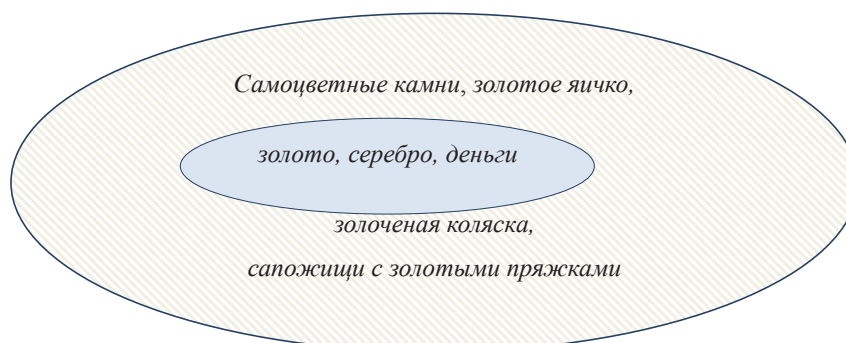 Самоцветные камни, золотое яичко,
золото, серебро, деньги
золоченая коляска,
сапожищи с золотыми пряжками